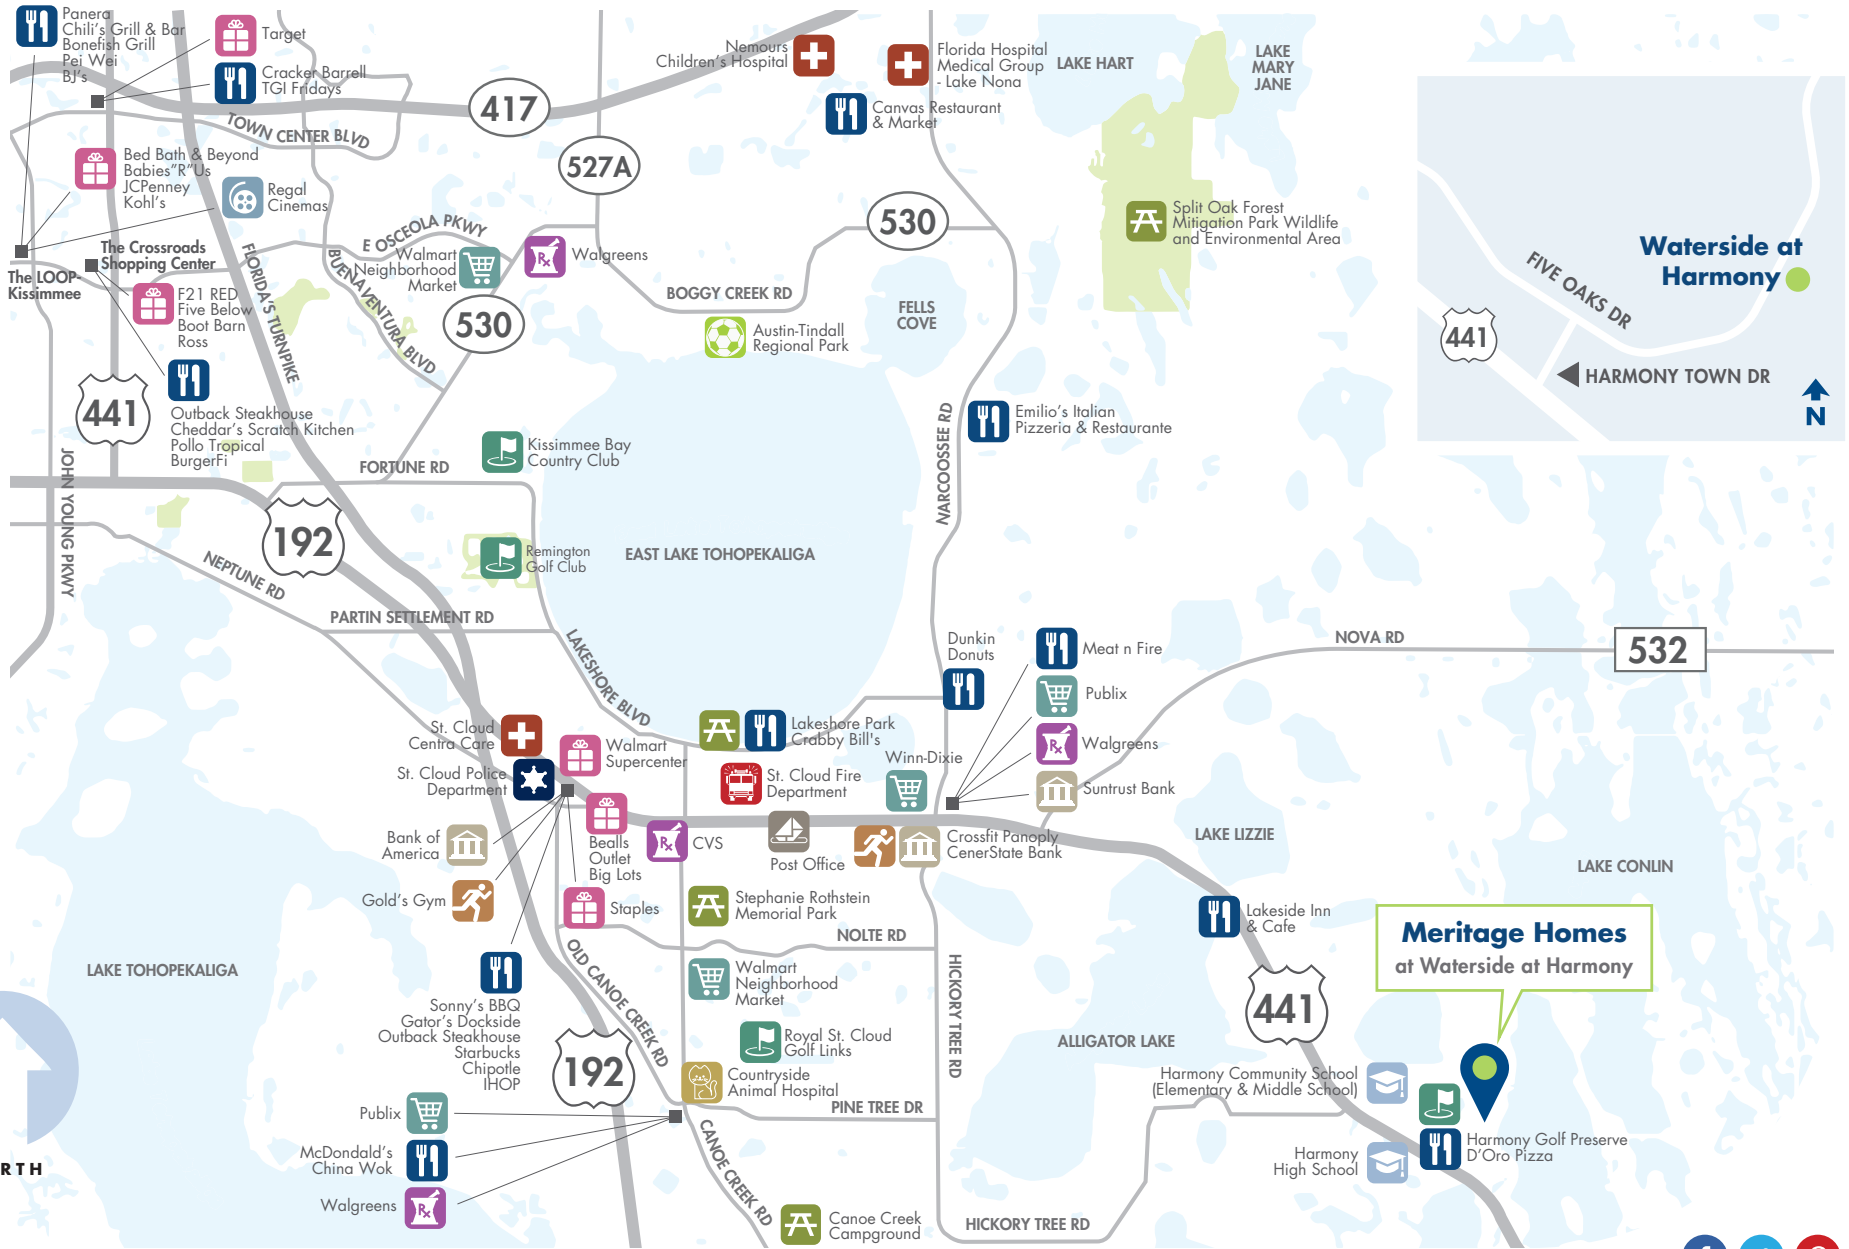 Panera
Chili's Grill & Bar
Bonefish Grill
Pei Wei
BJ's
Target
Cracker Barrell
TGI Fridays
417
TOWN CENTER BLVD
Nemours
Children's Hospital
Florida Hospital
Medical Group
- Lake Nona
Canvas Restaurant
& Market
LAKE HART
LAKE
MARY
JANE
527A
Bed Bath & Beyond
Babies"R"Us
JCPenney
Kohl's
Regal
Cinemas
530
Split Oak Forest
Mitigation Park Wildlife
and Environmental Area
The LOOP-
Kissimmee
The Crossroads
Shopping Center
E OSCEOLA PKWY
Walmart
Neighborhood
Market
Walgreens
FLORIDA'S TURNPIKE
BUENAVENTURA BLVD
F21 RED
Five Below
Boot Barn
Ross
530
BOGGY CREEK RD
FELLS
COVE
Austin-Tindall
Regional Park
Waterside at
Harmony
FIVE OAKS DR
441
HARMONY TOWN DR
N
441
Outback Steakhouse
Cheddar's Scratch Kitchen
Pollo Tropical
BurgerFi
NARCOOSSEE RD
Emilio's Italian
Pizzeria & Restaurante
Kissimmee Bay
Country Club
FORTUNE RD
JOHN YOUNG PKWY
192
NEPTUNE RD
Remington
Golf Club
EAST LAKE TOHOPEKALIGA
PARTIN SETTLEMENT RD
LAKESHORE BLVD
Dunkin
Donuts
Meat n Fire
Publix
Walgreens
Suntrust Bank
NOVA RD
532
St. Cloud
Centra Care
St. Cloud Police
Department
Walmart
Supercenter
Lakeshore Park
Crabby Bill's
St. Cloud Fire
Department
Winn-Dixie
Bank of
America
Gold's Gym
Bealls
Outlet
Big Lots
CVS
Post Office
Crossfit Panoply
CenerState Bank
LAKE LIZZIE
LAKE CONLIN
Staples
Stephanie Rothstein
Memorial Park
NOLTE RD
Lakeside Inn
& Cafe
Meritage Homes
at Waterside at Harmony
LAKE TOHOPEKALIGA
OLD CANOE CREEK RD
Walmart
Neighborhood
Market
HICKORY TREE RD
Sonny's BBQ
Gator's Dockside
Outback Steakhouse
Starbucks
Chipotle
IHOP
192
Royal St. Cloud
Golf Links
Countryside
Animal Hospital
441
ALLIGATOR LAKE
Harmony Community School
(Elementary & Middle School)
PINE TREE DR
Publix
McDondald's
China Wok
Walgreens
RTH
CANOE CREEK RD
Harmony
High School
Harmony Golf Preserve
D'Oro Pizza
Canoe Creek
Campground
HICKORY TREE RD